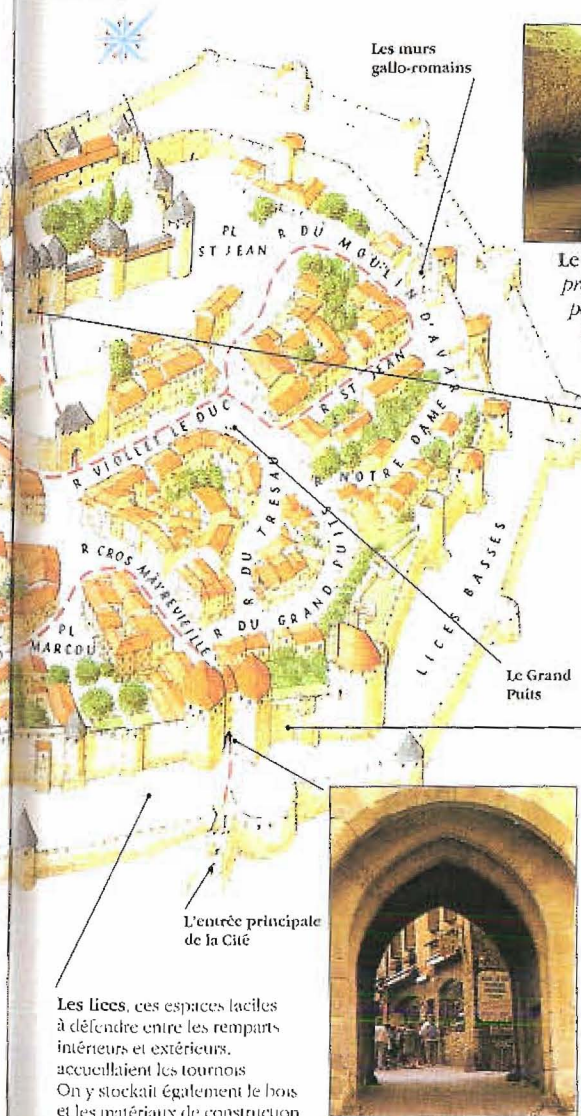 Les murs
gallo-romains
Le
PL
ST JEAN
R DU MOULIN D'AVAR
R ST JEAN
R VIOLLET LE DUC
R NOTRE DAME
R DU TRESAU
R CROS MAYREVIEILLE
R DU GRAND PUITS
PL
MARCOU
LICES BASSES
Le Grand
Puits
L'entrée principale
de la Cité
Les lices, ces espaces faciles
à défendre entre les remparts
intérieurs et extérieurs,
accueillaient les tournois
On y stockait également le bois
et les matériaux de construction